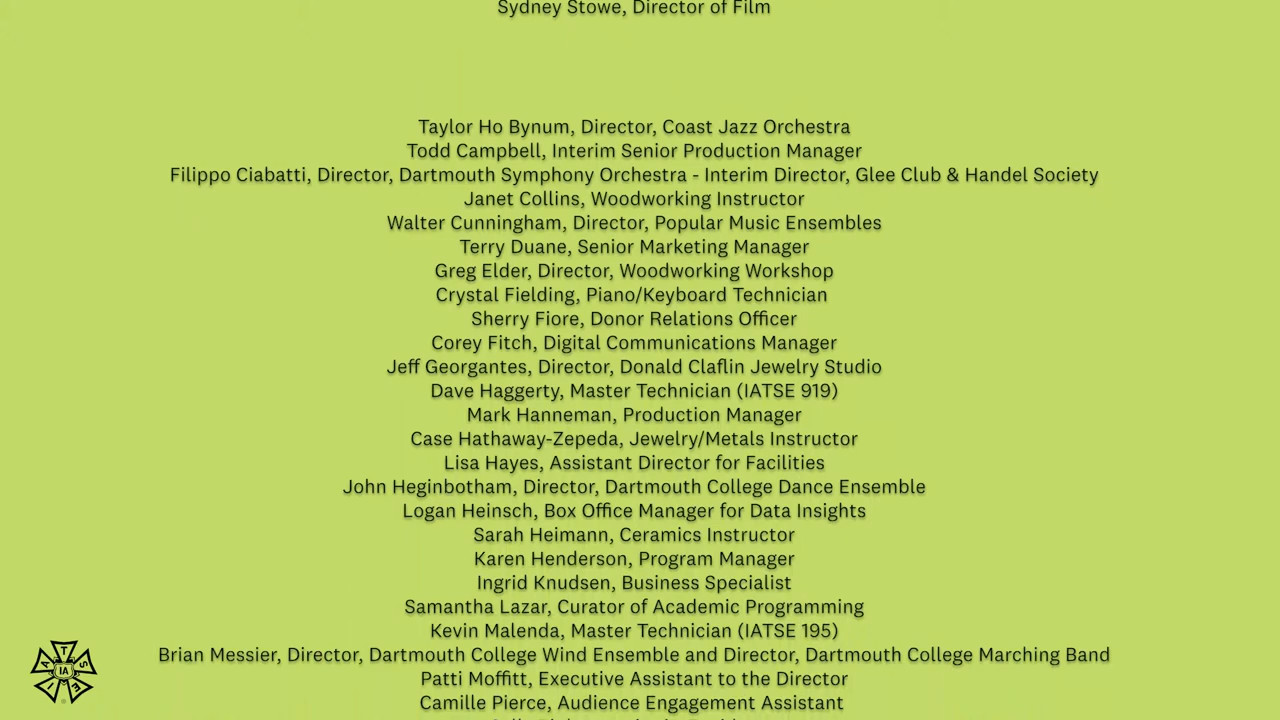 Sydney Stowe, Director of Film
Taylor Ho Bynum, Director, Coast Jazz Orchestra
Todd Campbell, Interim Senior Production Manager
Filippo Ciabatti, Director, Dartmouth Symphony Orchestra - Interim Director, Glee Club & Handel Society
Janet Collins, Woodworking Instructor
Walter Cunningham, Director, Popular Music Ensembles
Terry Duane, Senior Marketing Manager
Greg Elder, Director, Woodworking Workshop
Crystal Fielding, Piano/Keyboard Technician
Sherry Fiore, Donor Relations Officer
Corey Fitch, Digital Communications Manager
Jeff Georgantes, Director, Donald Claflin Jewelry Studio
Dave Haggerty, Master Technician (IATSE 919)
Mark Hanneman, Production Manager
Case Hathaway-Zepeda, Jewelry/Metals Instructor
Lisa Hayes, Assistant Director for Facilities
John Heginbotham, Director, Dartmouth College Dance Ensemble
Logan Heinsch, Box Office Manager for Data Insights
Sarah Heimann, Ceramics Instructor
Karen Henderson, Program Manager
Ingrid Knudsen, Business Specialist
Samantha Lazar, Curator of Academic Programming
Kevin Malenda, Master Technician (IATSE 195)
Brian Messier, Director, Dartmouth College Wind Ensemble and Director, Dartmouth College Marching Band
Patti Moffitt, Executive Assistant to the Director
Camille Pierce, Audience Engagement Assistant
IATSE